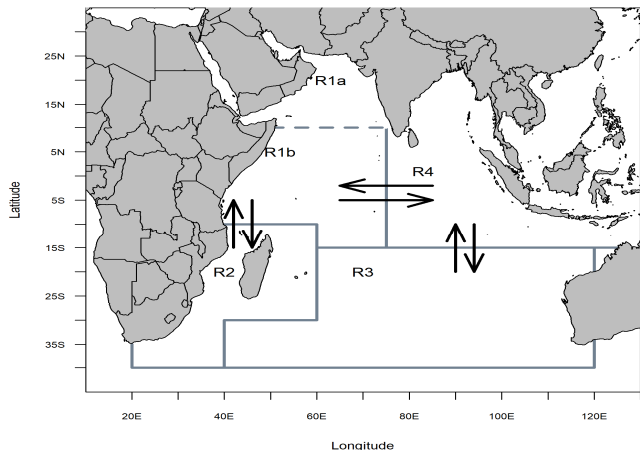 25N
R1a
15N
5N
R1b
R4
5S
15S
R2
R3
25S
35S
20E
40E
60E
80E
100E
120E
Longitude
Latitude